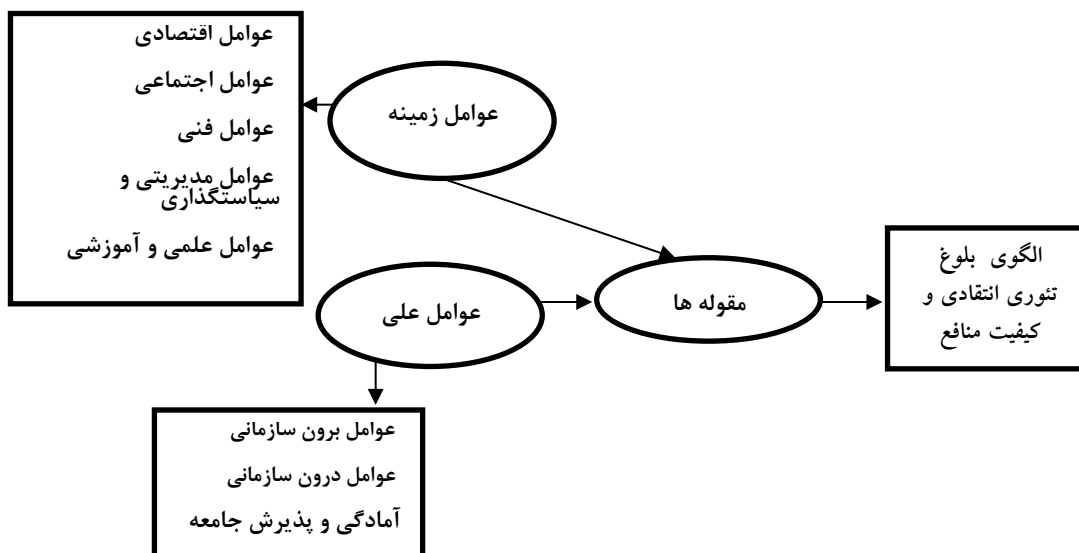 عوامل اقتصادی
عوامل اجتماعی
عوامل فنی
عوامل مدیریتی و
سیاستگذاری
عوامل علمی و آموزشی
عوامل زمینه
عوامل علی
مقوله ها
الگوی بلوغ
تئوری انتقادی و
کیفیت منافع
عوامل برون سازمانی
عوامل درون سازمانی
آمادگی و پذیرش جامعه